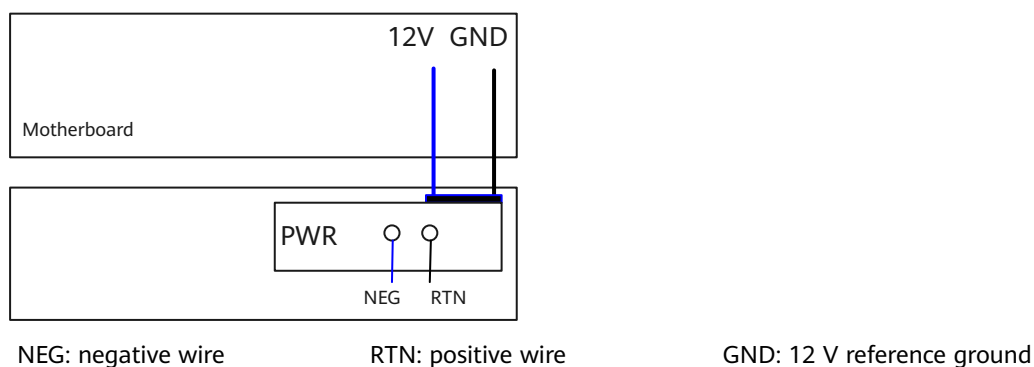 12V GND
Motherboard
PWR
NEG RTN
NEG: negative wire RTN: positive wire GND: 12 V reference ground